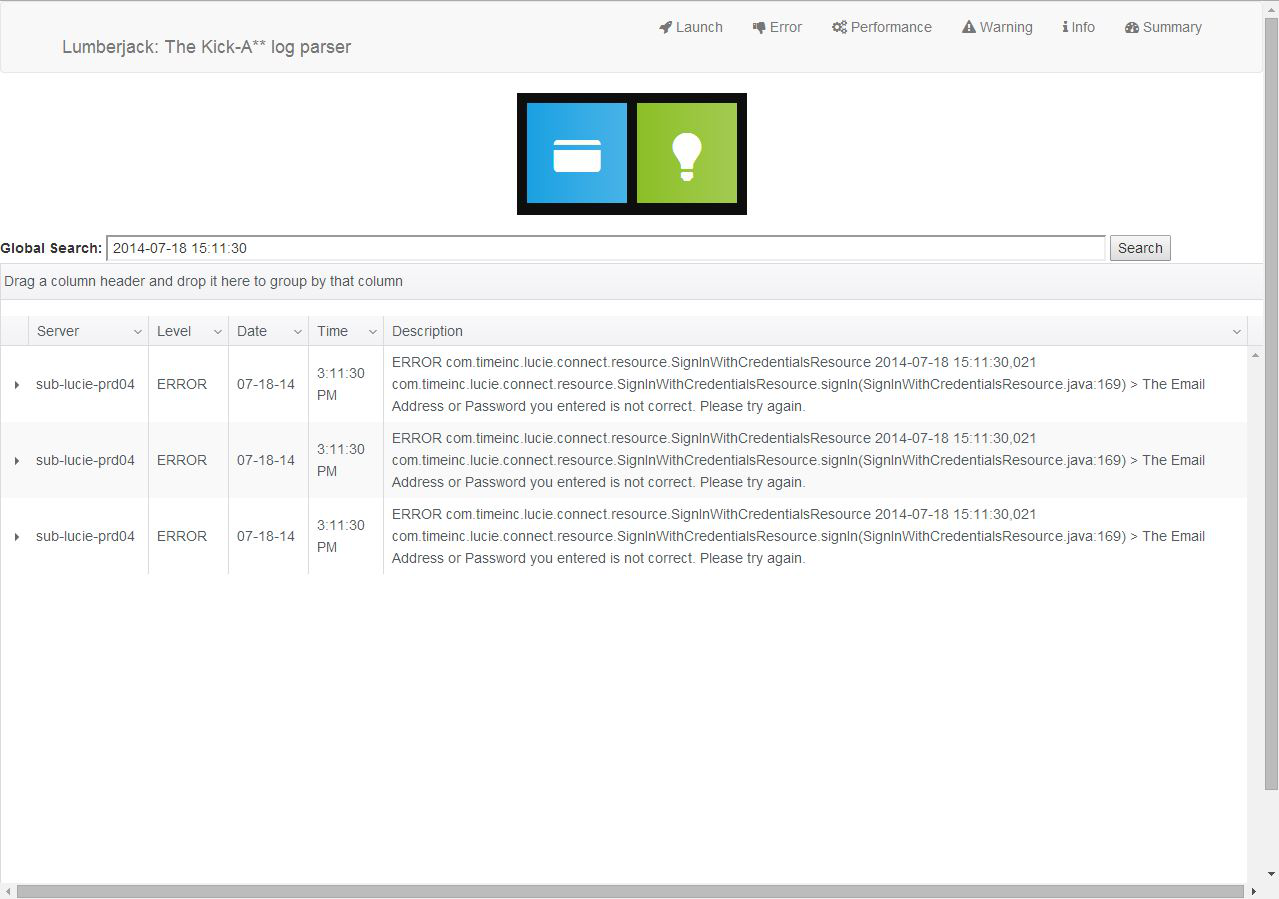 Launch Error Performance Warning Info Summary
Lumberjack: The Kick-A** log parser
Global Search: 2014-07-18 15:11:30 Search
Drag a column header and drop it here to group by that column
Server Level Date Time Description
sub-lucie-prd04 ERROR 07-18-14 3:11:30 PM ERROR com.timeinc.lucie.connect.resource.SignInWithCredentialsResource 2014-07-18 15:11:30,021
com.timeinc.lucie.connect.resource.SignInWithCredentialsResource.signIn(SignInWithCredentialsResource.java:169) > The Email
Address or Password you entered is not correct. Please try again.
sub-lucie-prd04 ERROR 07-18-14 3:11:30 PM ERROR com.timeinc.lucie.connect.resource.SignInWithCredentialsResource 2014-07-18 15:11:30,021
com.timeinc.lucie.connect.resource.SignInWithCredentialsResource.signIn(SignInWithCredentialsResource.java:169) > The Email
Address or Password you entered is not correct. Please try again.
sub-lucie-prd04 ERROR 07-18-14 3:11:30 PM ERROR com.timeinc.lucie.connect.resource.SignInWithCredentialsResource 2014-07-18 15:11:30,021
com.timeinc.lucie.connect.resource.SignInWithCredentialsResource.signIn(SignInWithCredentialsResource.java:169) > The Email
Address or Password you entered is not correct. Please try again.